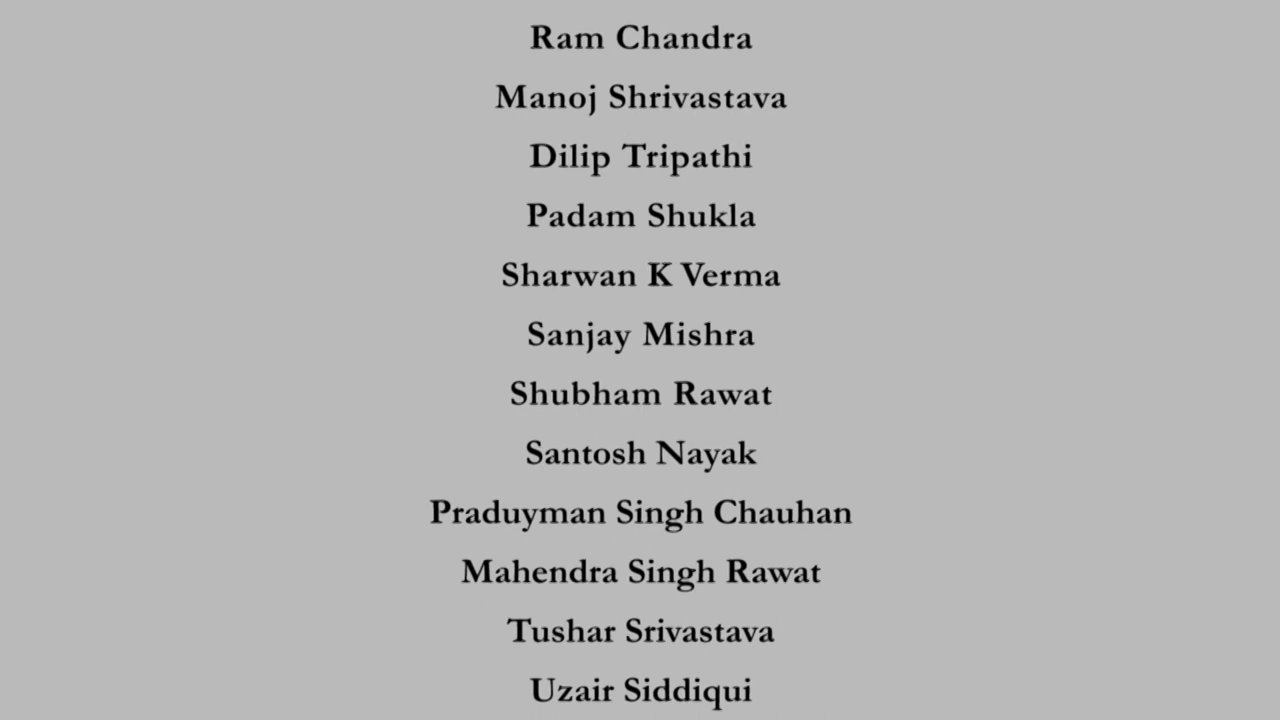 Ram Chandra
Manoj Shrivastava
Dilip Tripathi
Padam Shukla
Sharwan K Verma
Sanjay Mishra
Shubham Rawat
Santosh Nayak
Praduyman Singh Chauhan
Mahendra Singh Rawat
Tushar Srivastava
Uzair Siddiqui